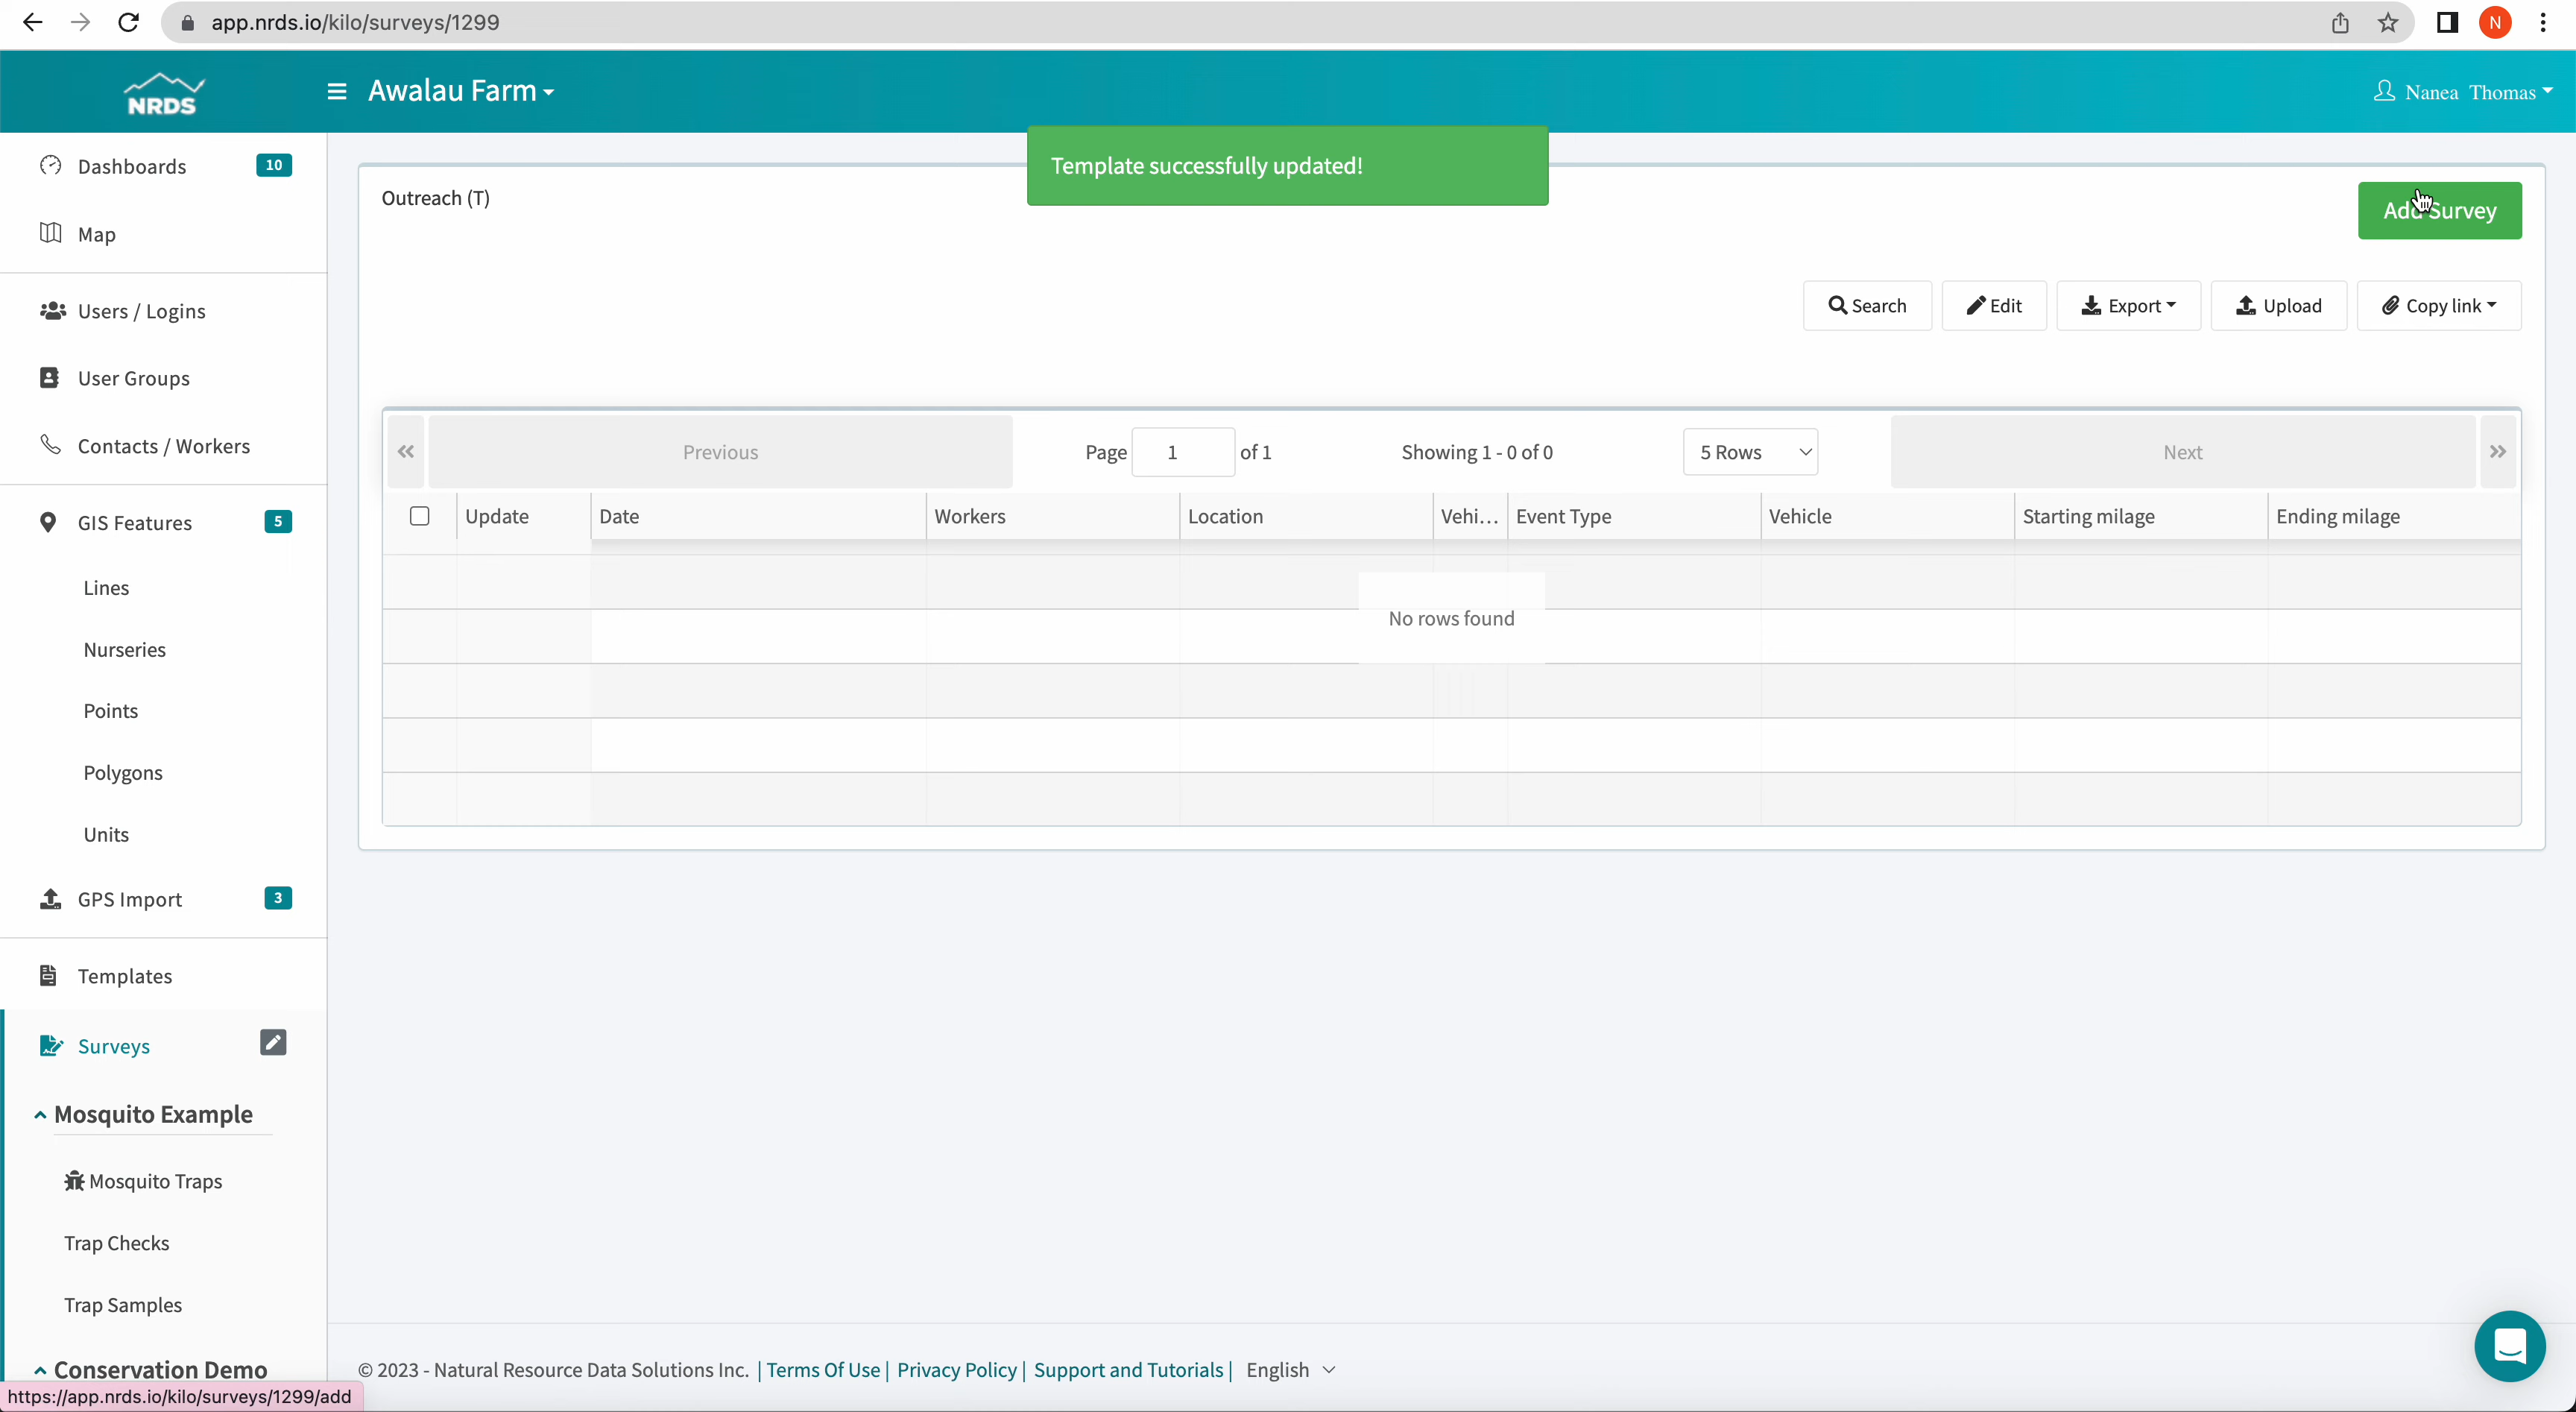 app.nrds.io/kilo/surveys/1299
N
NRDS
Awalau Farm
Nanea Thomas
Template successfully updated!
Dashboards 10
Map
Users / Logins
User Groups
Contacts / Workers
GIS Features 5
Lines
Nurseries
Points
Polygons
Units
GPS Import 3
Templates
Surveys
Mosquito Example
Mosquito Traps
Trap Checks
Trap Samples
Conservation Demo
https://app.nrds.io/kilo/surveys/1299/add
Outreach (T)
Add Survey
Search Edit Export Upload Copy link
« Previous Page 1 of 1 Showing 1 - 0 of 0 5 Rows Next »
Update Date Workers Location Vehi... Event Type Vehicle Starting milage Ending milage
No rows found
© 2023 - Natural Resource Data Solutions Inc. | Terms Of Use | Privacy Policy | Support and Tutorials | English